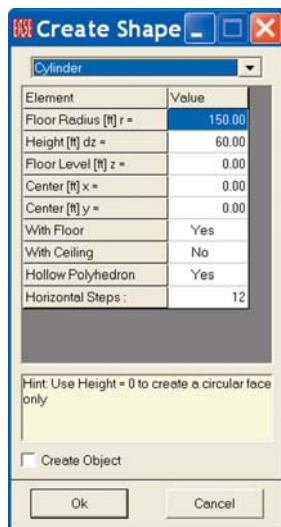 EASE Create Shape
Cylinder
Element Value
Floor Radius [ft] r = 150.00
Height [ft] dz = 60.00
Floor Level [ft] z = 0.00
Center [ft] x = 0.00
Center [ft] y = 0.00
With Floor Yes
With Ceiling No
Hollow Polyhedron Yes
Horizontal Steps : 12
Hint: Use Height = 0 to create a circular face
only
Create Object
Ok Cancel